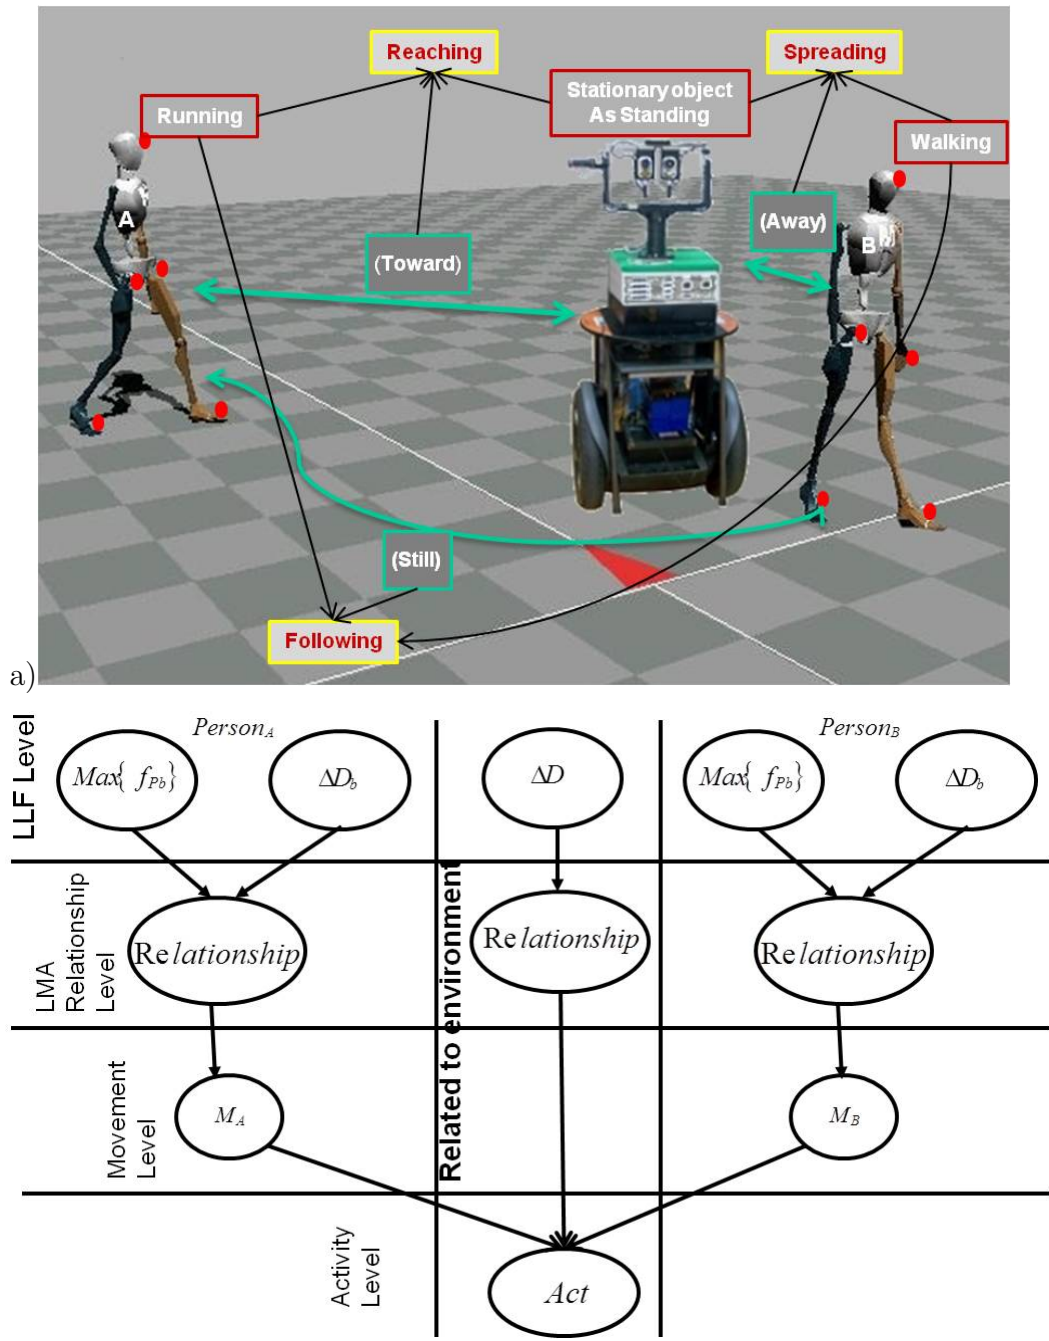 Reaching
Spreading
Stationary object
As Standing
Running
Walking
A
(Toward)
(Away)
B
(Still)
Following
a)
LLF Level
Person_A
Person_B
Max{ f_Pb }
ΔD_b
ΔD
Max{ f_Pb }
ΔD_b
LMA
Relationship
Level
Relationship
Relationship
Relationship
Related to environment
Movement
Level
M_A
M_B
Activity
Level
Act